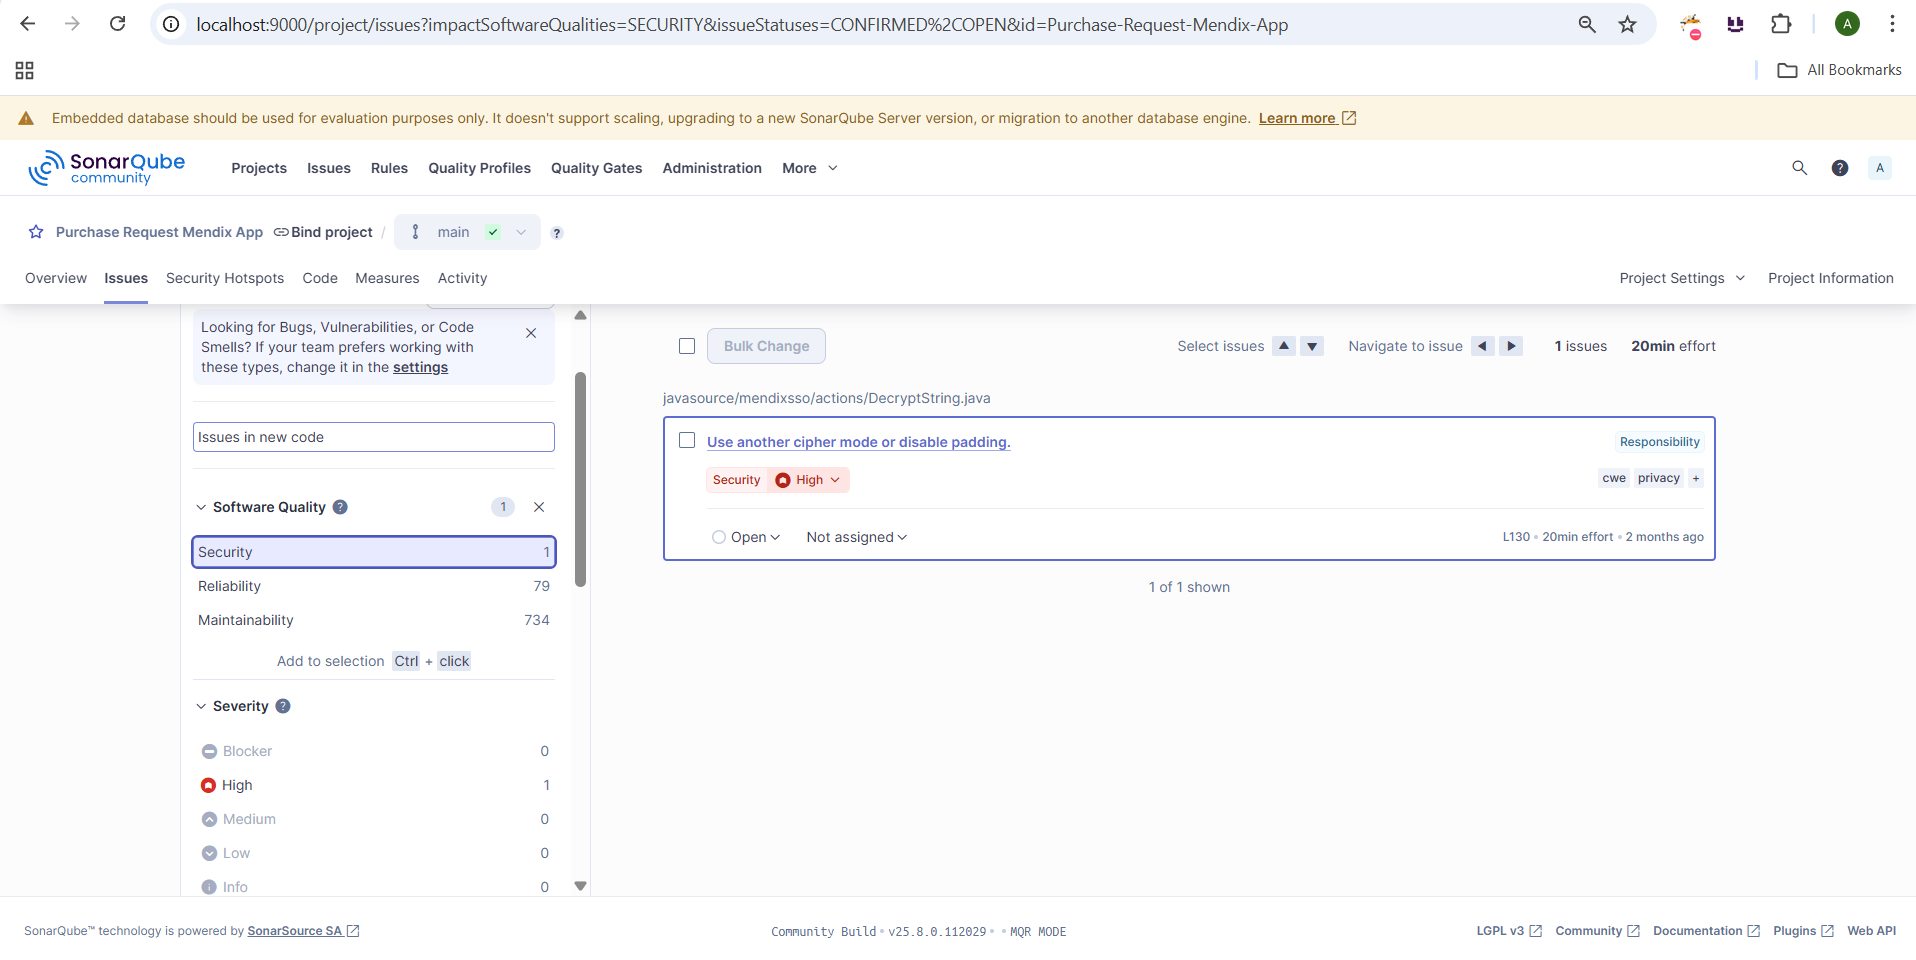 localhost:9000/project/issues?impactSoftwareQualities=SECURITY&issueStatuses=CONFIRMED%2COPEN&id=Purchase-Request-Mendix-App
A
All Bookmarks
Embedded database should be used for evaluation purposes only. It doesn't support scaling, upgrading to a new SonarQube Server version, or migration to another database engine. Learn more
SonarQube community
Projects Issues Rules Quality Profiles Quality Gates Administration More
? A
Purchase Request Mendix App Bind project / main ?
Overview Issues Security Hotspots Code Measures Activity
Project Settings Project Information
Looking for Bugs, Vulnerabilities, or Code
Smells? If your team prefers working with
these types, change it in the settings
Issues in new code
Software Quality ? 1
Security 1
Reliability 79
Maintainability 734
Add to selection Ctrl + click
Severity ?
Blocker 0
High 1
Medium 0
Low 0
Info 0
Bulk Change
Select issues Navigate to issue 1 issues 20min effort
javasource/mendixsso/actions/DecryptString.java
Use another cipher mode or disable padding.
Responsibility
Security High
cwe privacy +
Open Not assigned
L130 • 20min effort • 2 months ago
1 of 1 shown
SonarQube™ technology is powered by SonarSource SA
Community Build • v25.8.0.112029 • • MQR MODE
LGPL v3 Community Documentation Plugins Web API